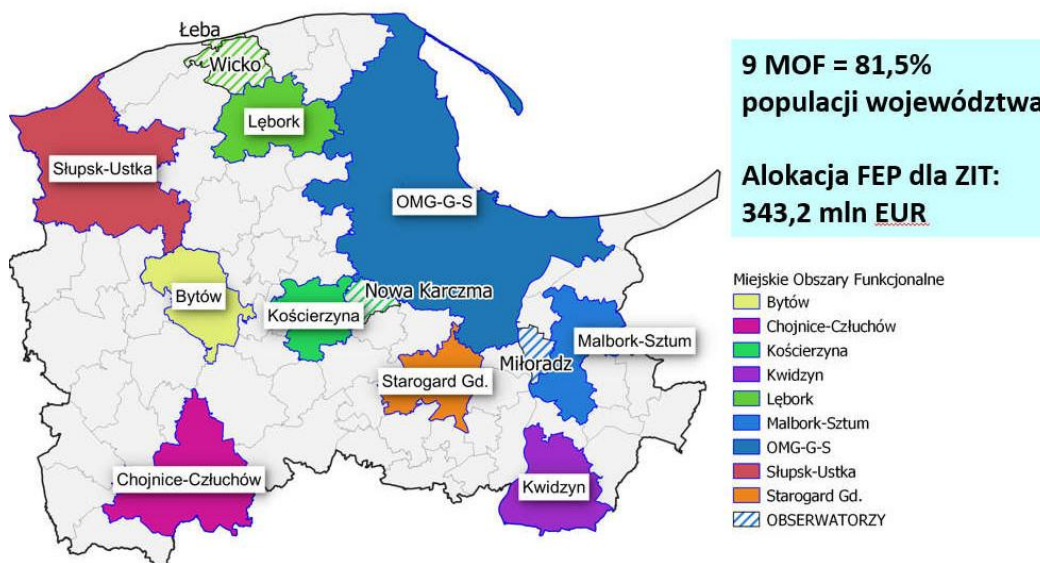 Łeba
Wicko
Lębork
Słupsk-Ustka
OMG-G-S
Bytów
Kościerzyna
Nowa Karczma
Malbork-Sztum
Miłoradz
Starogard Gd.
Chojnice-Człuchów
Kwidzyn
9 MOF = 81,5%
populacji województwa
Alokacja FEP dla ZIT:
343,2 mln EUR
Miejskie Obszary Funkcjonalne
Bytów
Chojnice-Człuchów
Kościerzyna
Kwidzyn
Lębork
Malbork-Sztum
OMG-G-S
Słupsk-Ustka
Starogard Gd.
OBSERWATORZY